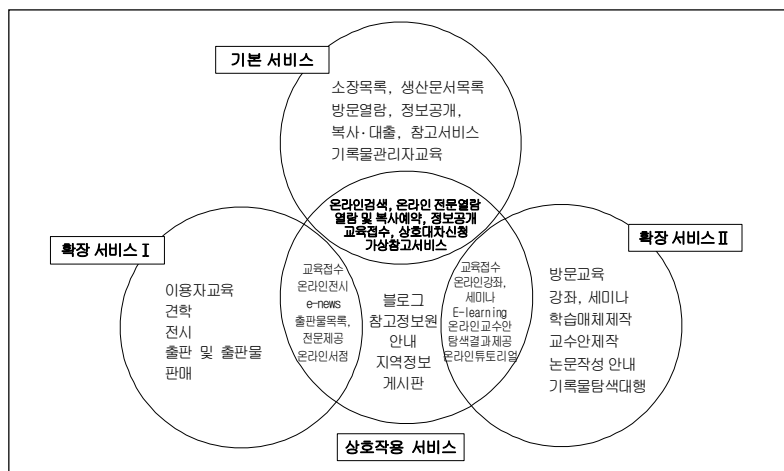 기본 서비스
소장목록, 생산문서목록
방문열람, 정보공개,
복사·대출, 참고서비스
기록물관리자교육
온라인검색, 온라인 전문열람
열람 및 복사예약, 정보공개
교육접수, 상호대차신청
가상참고서비스
확장 서비스 I
이용자교육
견학
전시
출판 및 출판물
판매
교육접수
온라인전시
e-news
출판물목록,
전문제공
온라인서점
블로그
참고정보원
안내
지역정보
게시판
교육접수
온라인강좌,
세미나
E-learning
온라인교수안
탐색결과제공
온라인튜토리얼
확장 서비스 II
방문교육
강좌, 세미나
학습매체제작
교수안제작
논문작성 안내
기록물탐색대행
상호작용 서비스